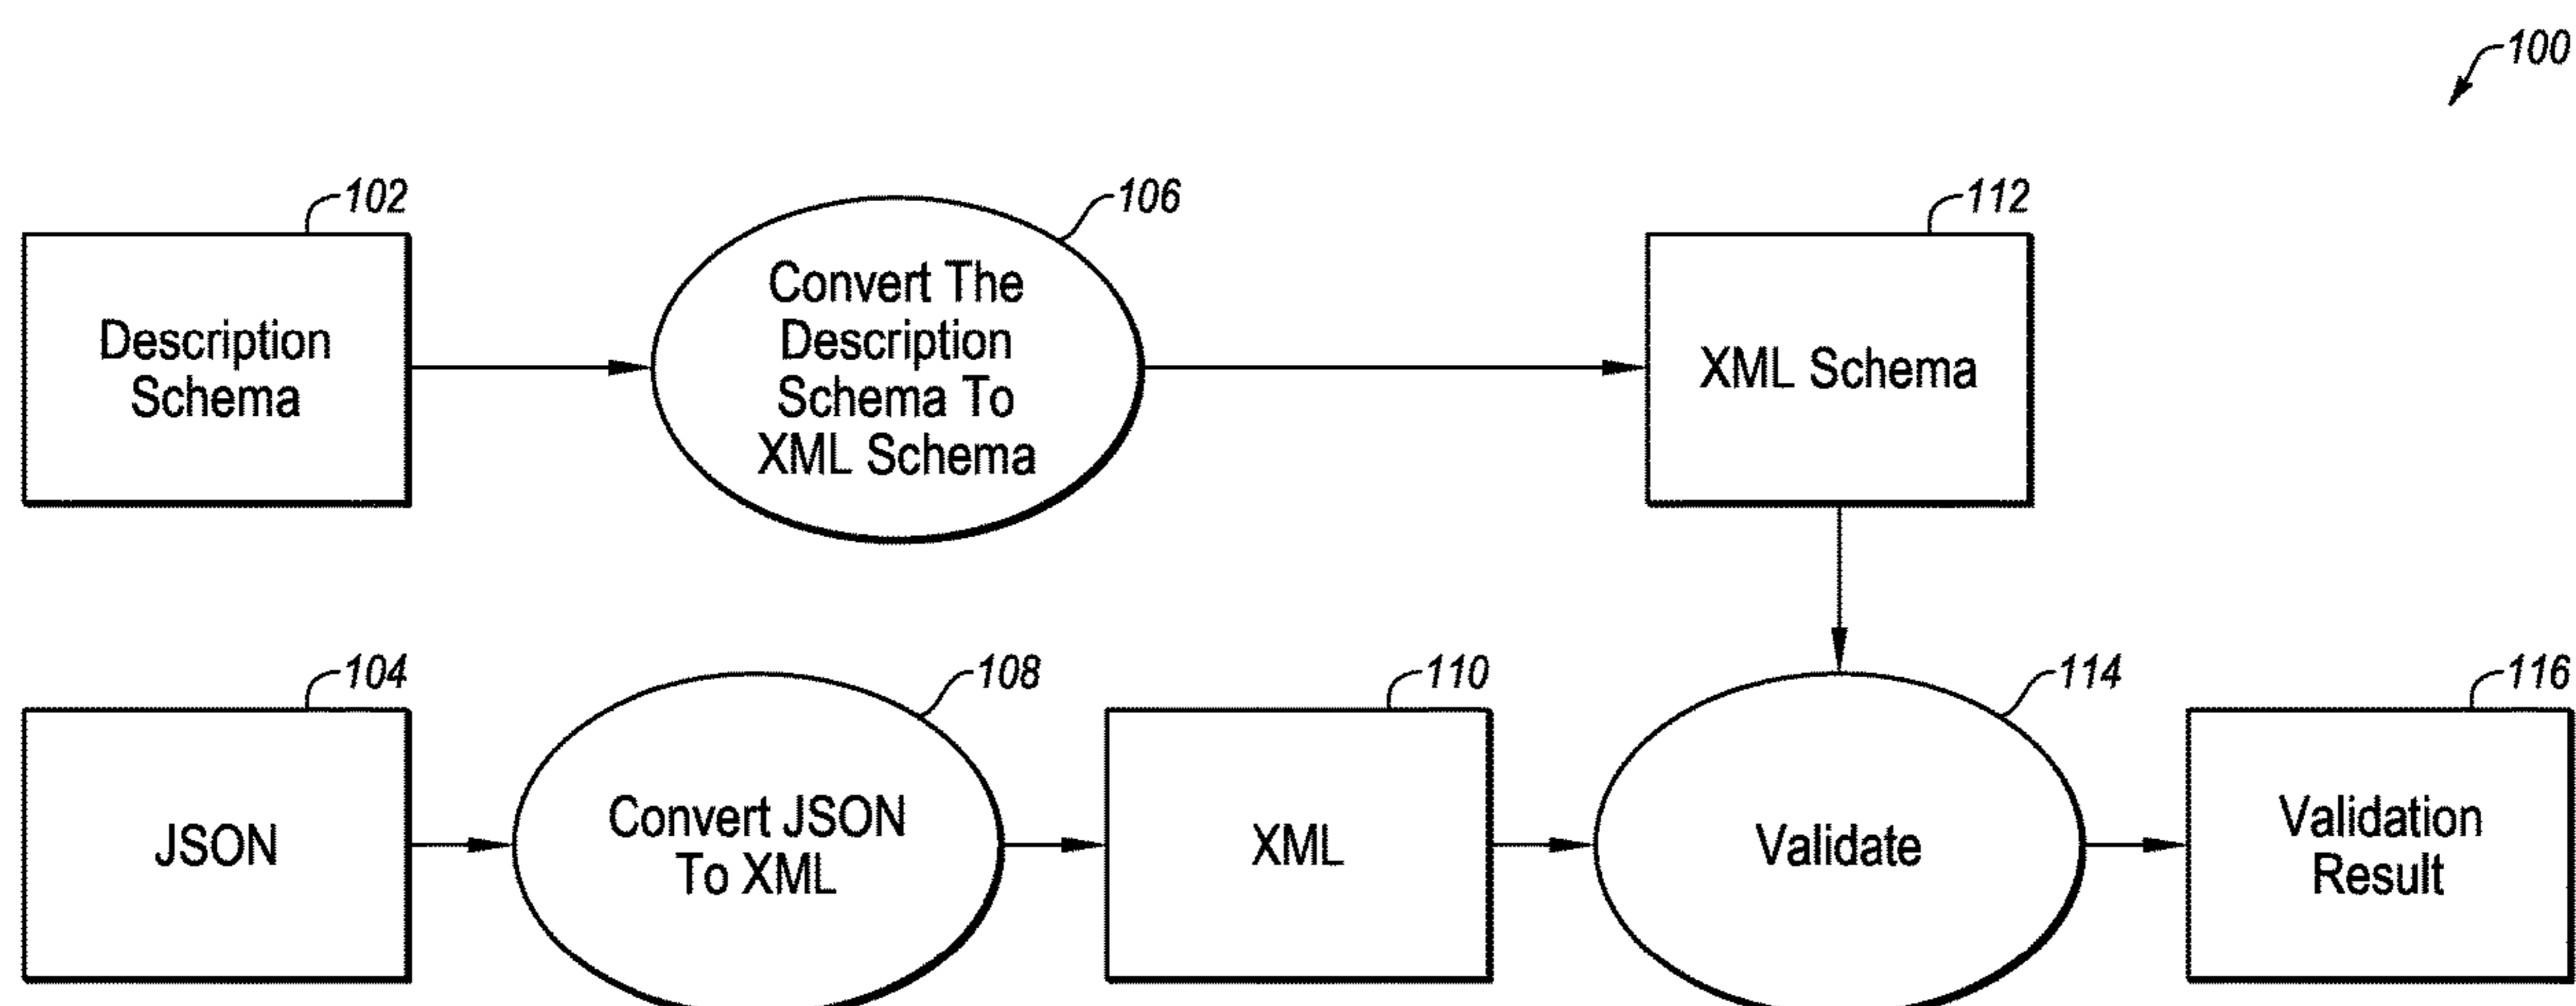 100
102
106
112
Description
Schema
Convert The
Description
Schema To
XML Schema
XML Schema
104
108
110
114
116
JSON
Convert JSON
To XML
XML
Validate
Validation
Result